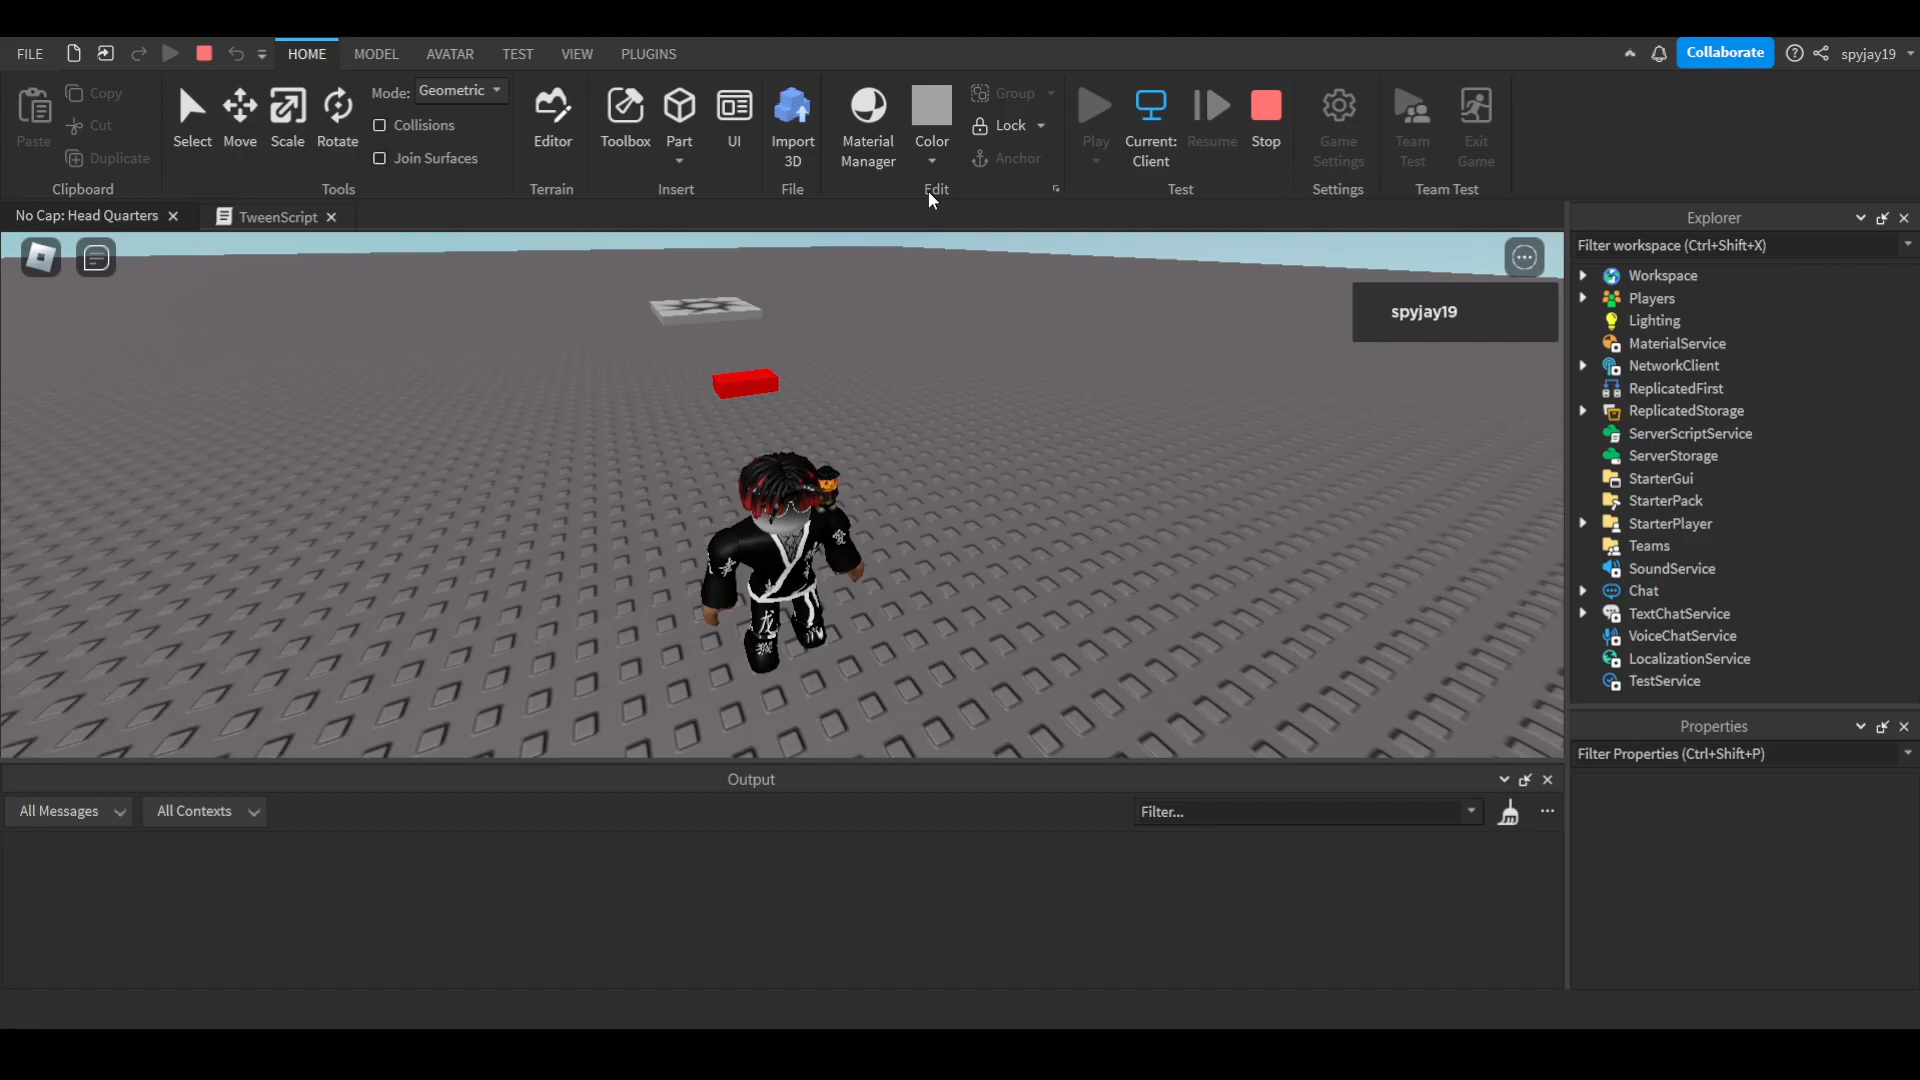 FILE HOME MODEL AVATAR TEST VIEW PLUGINS Collaborate spyjay19
Paste Copy Cut Duplicate
Clipboard
Select Move Scale Rotate
Mode: Geometric
Collisions
Join Surfaces
Tools
Editor
Terrain
Toolbox Part UI
Insert
Import
3D
File
Material
Manager
Color
Group
Lock
Anchor
Edit
Play
Current:
Client
Resume Stop
Test
Game
Settings
Settings
Team
Test
Exit
Game
Team Test
No Cap: Head Quarters TweenScript
spyjay19
龙
Explorer
Filter workspace (Ctrl+Shift+X)
Workspace
Players
Lighting
MaterialService
NetworkClient
ReplicatedFirst
ReplicatedStorage
ServerScriptService
ServerStorage
StarterGui
StarterPack
StarterPlayer
Teams
SoundService
Chat
TextChatService
VoiceChatService
LocalizationService
TestService
Properties
Filter Properties (Ctrl+Shift+P)
Output
All Messages All Contexts Filter...